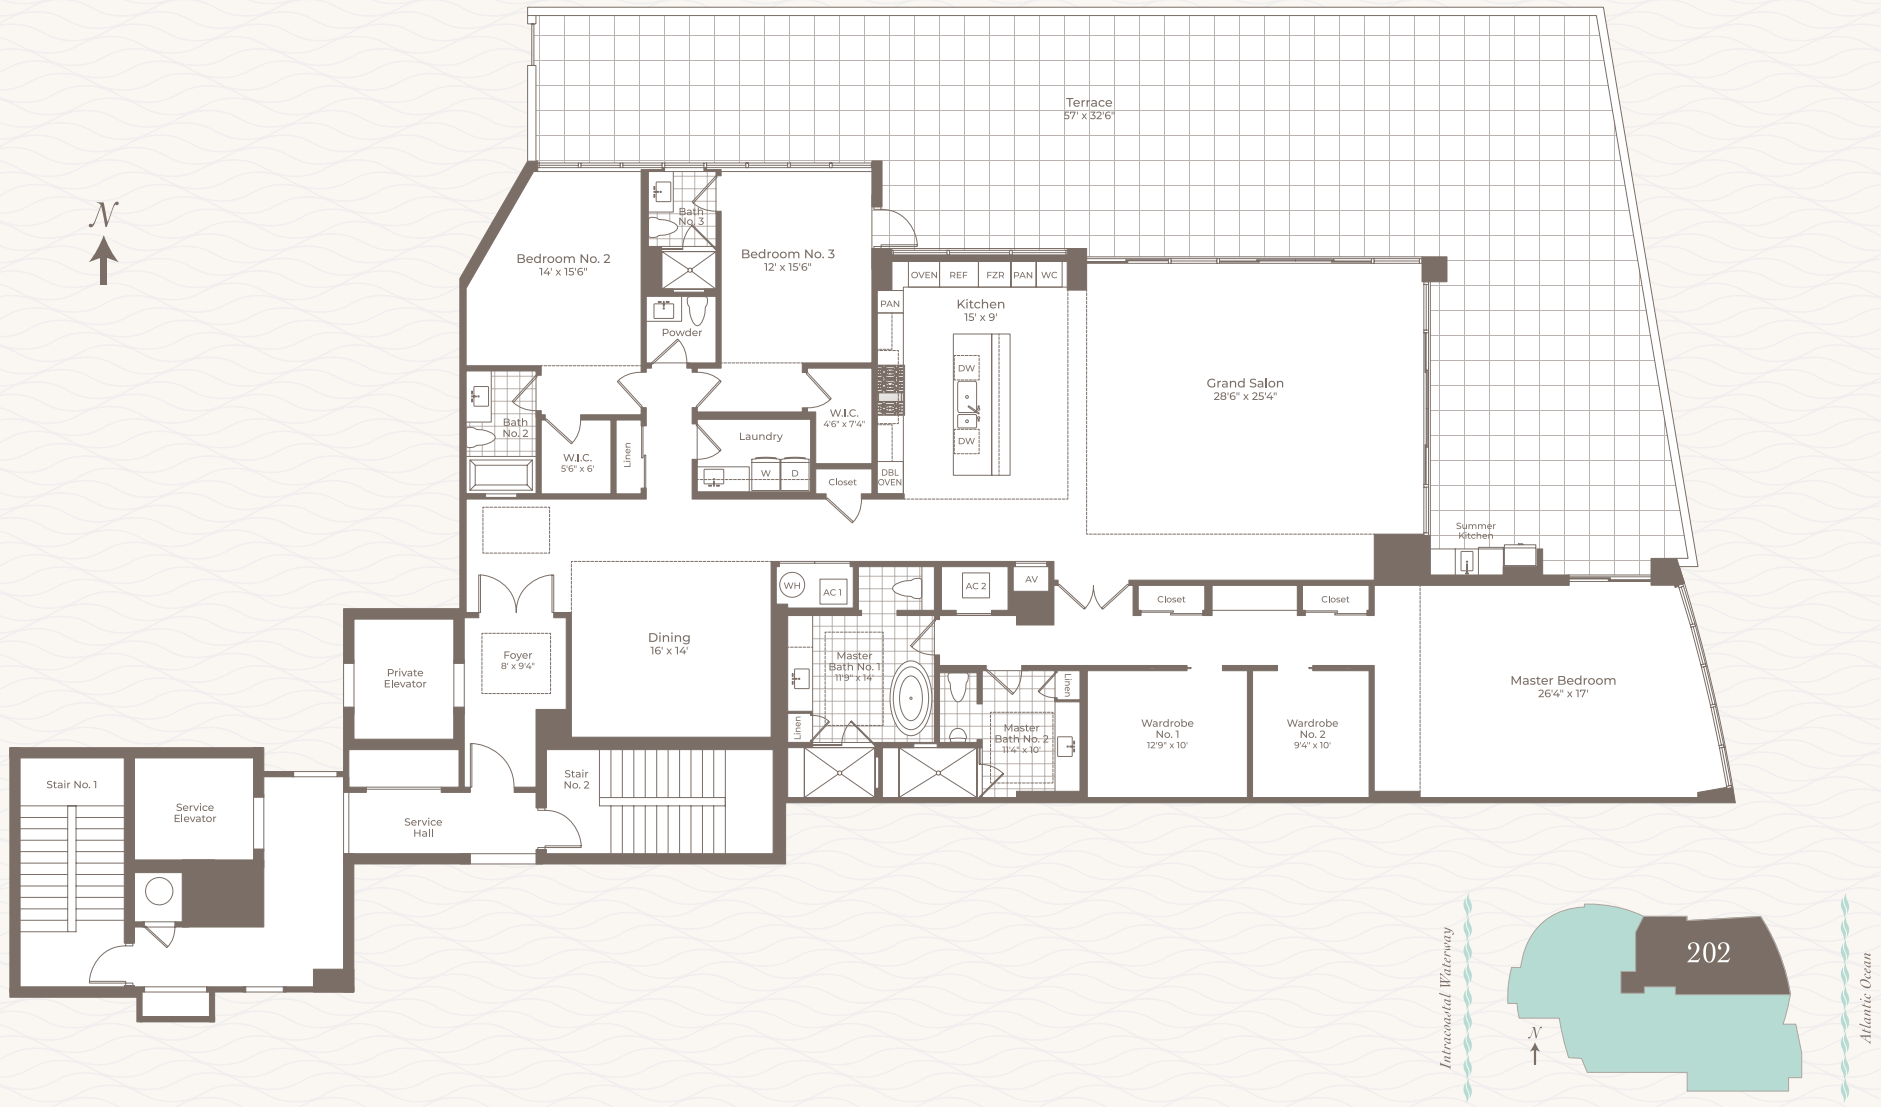 Terrace
57' x 32'6"
N
Bath
No. 3
Bedroom No. 2
14' x 15'6"
Bedroom No. 3
12' x 15'6"
OVEN
REF
FZR
PAN
WC
PAN
Kitchen
15' x 9'
Powder
DW
DW
Grand Salon
28'6" x 25'4"
Bath
No. 2
W.I.C.
4'6" x 7'4"
Laundry
W.I.C.
5'6" x 6'
Linen
W
D
Closet
DBL
OVEN
Summer
Kitchen
WH
AC 1
AC 2
AV
Closet
Closet
Dining
16' x 14'
Foyer
8' x 9'4"
Private
Elevator
Master
Bath No. 1
11'9" x 14'
Linen
Linen
Master
Bath No. 2
11'4" x 10'
Wardrobe
No. 1
12'9" x 10'
Wardrobe
No. 2
9'4" x 10'
Master Bedroom
26'4" x 17'
Stair No. 1
Service
Elevator
Stair
No. 2
Service
Hall
Intracoastal Waterway
202
N
Atlantic Ocean